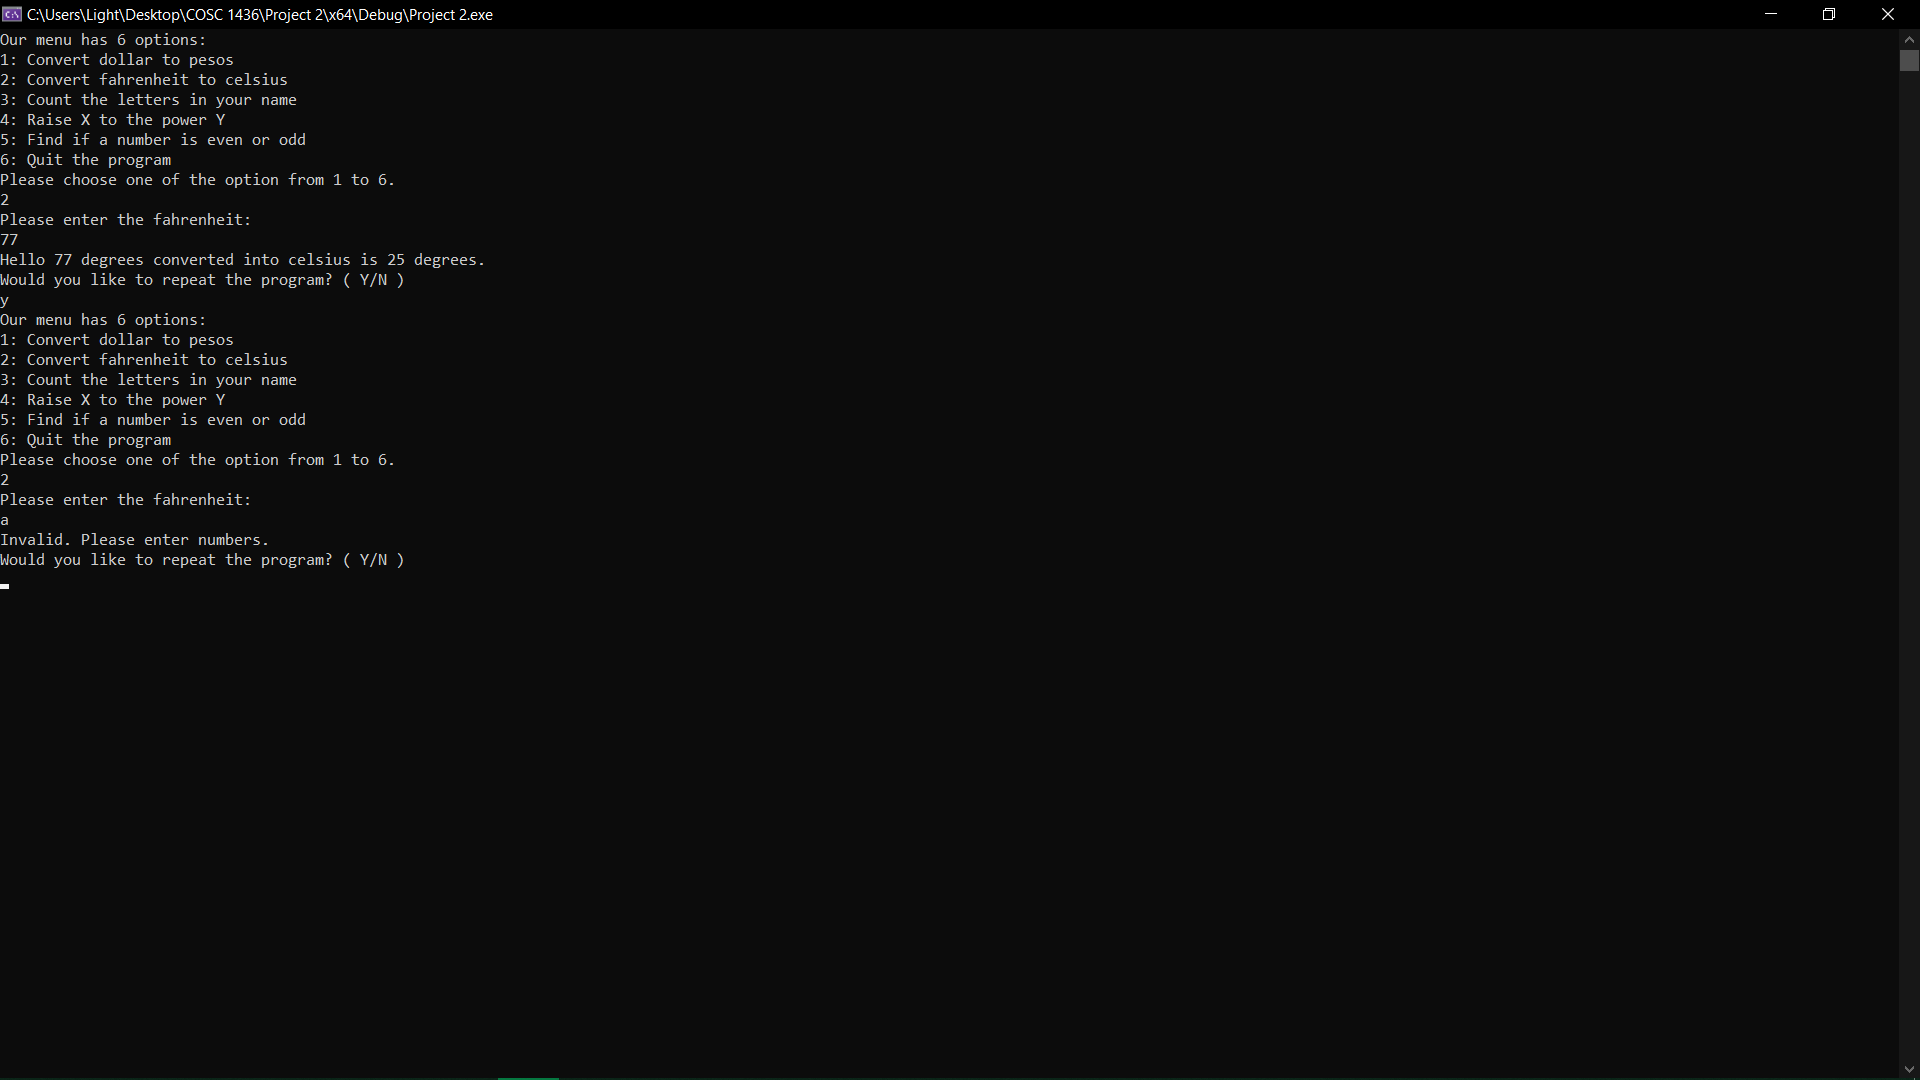 C:\Users\Light\Desktop\COSC 1436\Project 2\x64\Debug\Project 2.exe
Our menu has 6 options:
1: Convert dollar to pesos
2: Convert fahrenheit to celsius
3: Count the letters in your name
4: Raise X to the power Y
5: Find if a number is even or odd
6: Quit the program
Please choose one of the option from 1 to 6.
2
Please enter the fahrenheit:
77
Hello 77 degrees converted into celsius is 25 degrees.
Would you like to repeat the program? ( Y/N )
y
Our menu has 6 options:
1: Convert dollar to pesos
2: Convert fahrenheit to celsius
3: Count the letters in your name
4: Raise X to the power Y
5: Find if a number is even or odd
6: Quit the program
Please choose one of the option from 1 to 6.
2
Please enter the fahrenheit:
a
Invalid. Please enter numbers.
Would you like to repeat the program? ( Y/N )